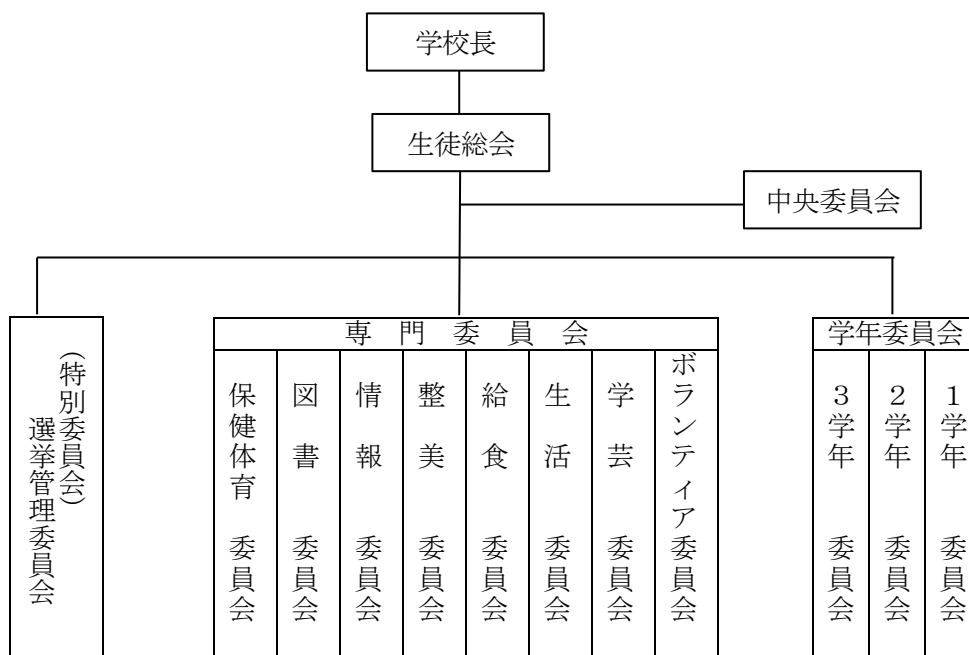 学校長
生徒総会
中央委員会
(特別委員会)
選挙管理委員会
専門委員会
保健体育委員会
図書委員会
情報委員会
整美委員会
給食委員会
生活委員会
学芸委員会
ボランティア委員会
学年委員会
3学年委員会
2学年委員会
1学年委員会